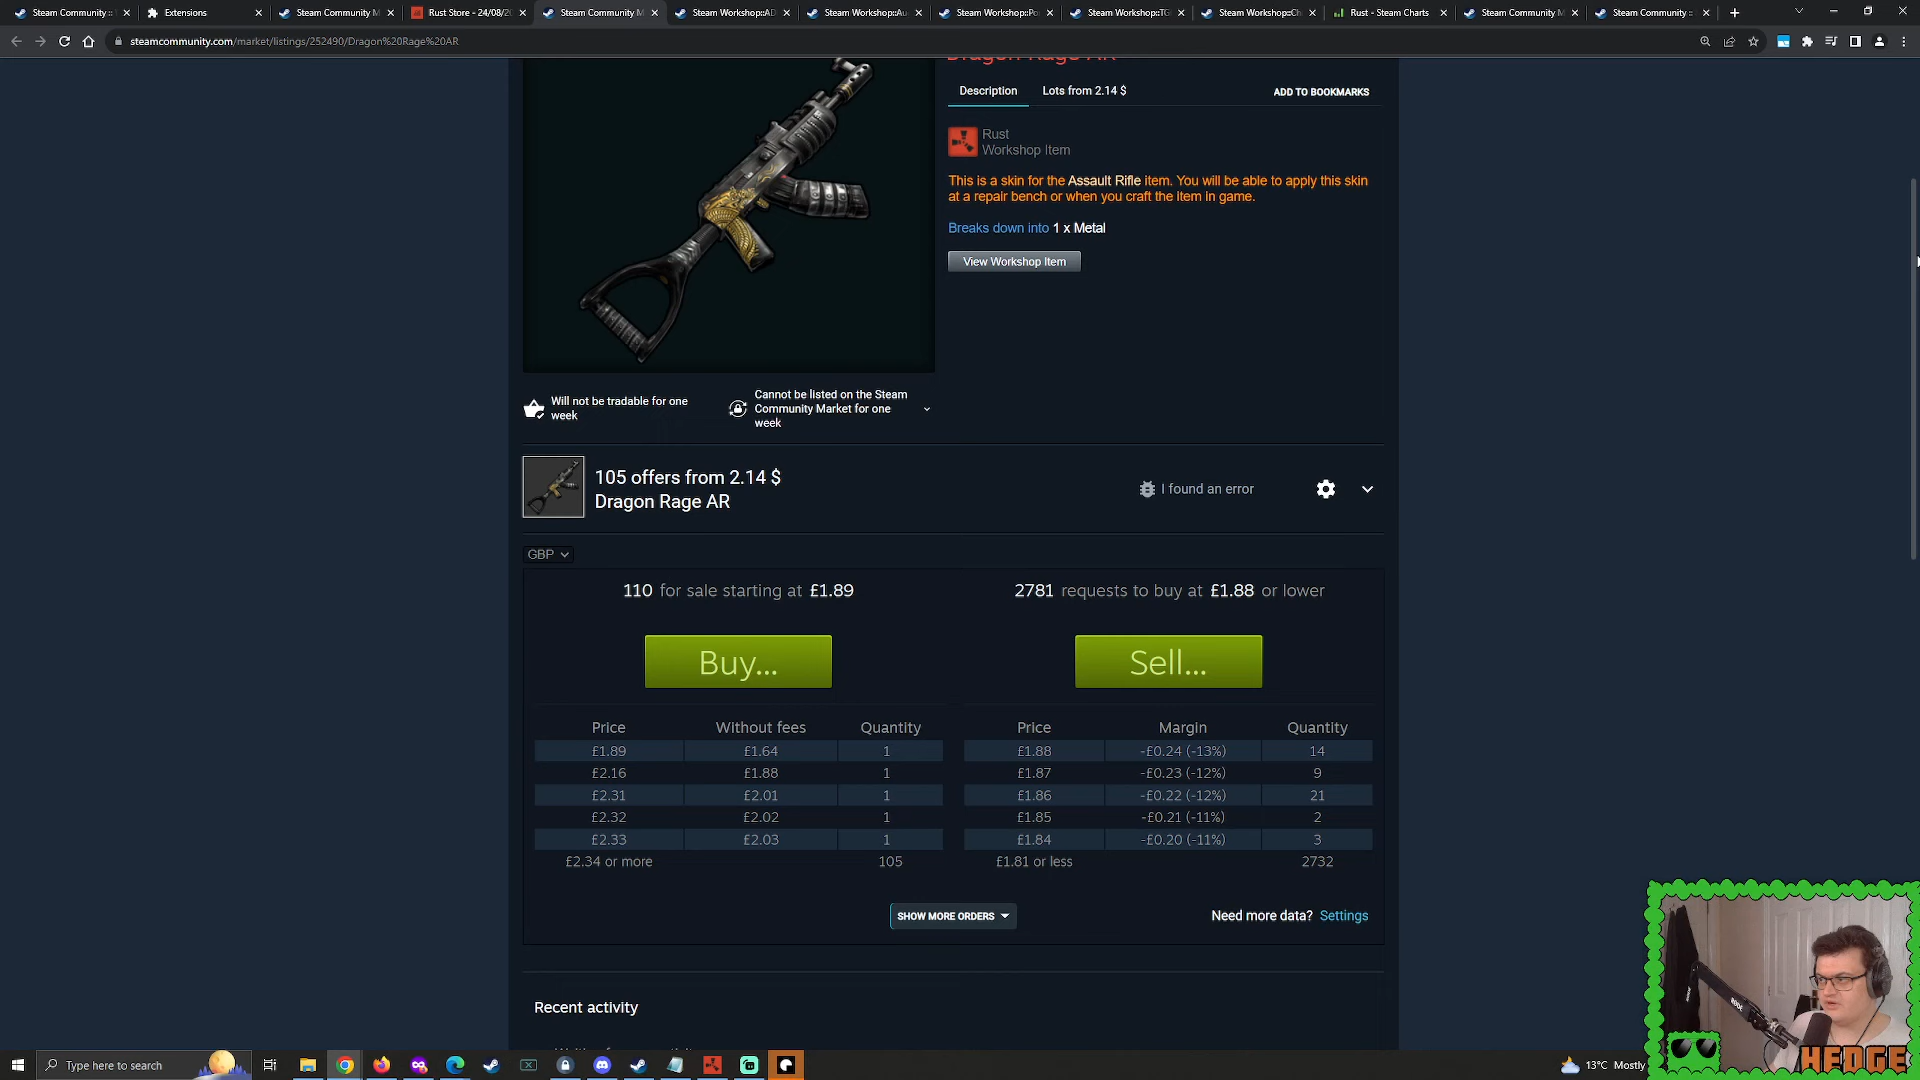 Steam Community ::
Extensions
Steam Community M
Rust Store - 24/08/20
Steam Community M
Steam Workshop::AD
Steam Workshop::Au
Steam Workshop::Po
Steam Workshop::TG
Steam Workshop::Ch
Rust - Steam Charts
Steam Community M
Steam Community ::
steamcommunity.com/market/listings/252490/Dragon%20Rage%20AR
Dragon Rage AR
Description
Lots from 2.14 $
ADD TO BOOKMARKS
Rust
Workshop Item
This is a skin for the Assault Rifle item. You will be able to apply this skin
at a repair bench or when you craft the item in game.
Breaks down into 1 x Metal
View Workshop Item
Will not be tradable for one
week
Cannot be listed on the Steam
Community Market for one
week
105 offers from 2.14 $
Dragon Rage AR
I found an error
GBP
110 for sale starting at £1.89
2781 requests to buy at £1.88 or lower
Buy...
Sell...
Price Without fees Quantity
£1.89 £1.64 1
£2.16 £1.88 1
£2.31 £2.01 1
£2.32 £2.02 1
£2.33 £2.03 1
£2.34 or more 105
Price Margin Quantity
£1.88 -£0.24 (-13%) 14
£1.87 -£0.23 (-12%) 9
£1.86 -£0.22 (-12%) 21
£1.85 -£0.21 (-11%) 2
£1.84 -£0.20 (-11%) 3
£1.81 or less 2732
SHOW MORE ORDERS
Need more data? Settings
Recent activity
Type here to search
13°C Mostly
HEDGE